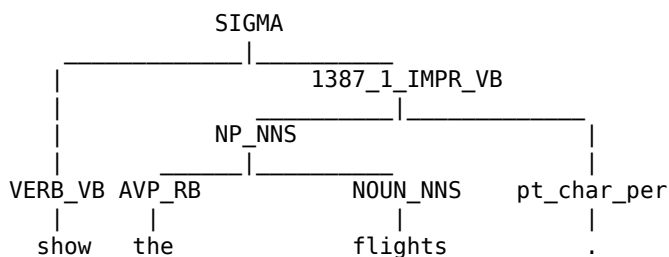 SIGMA
1387_1_IMPR_VB
NP_NNS
VERB_VB AVP_RB NOUN_NNS pt_char_per
show the flights .